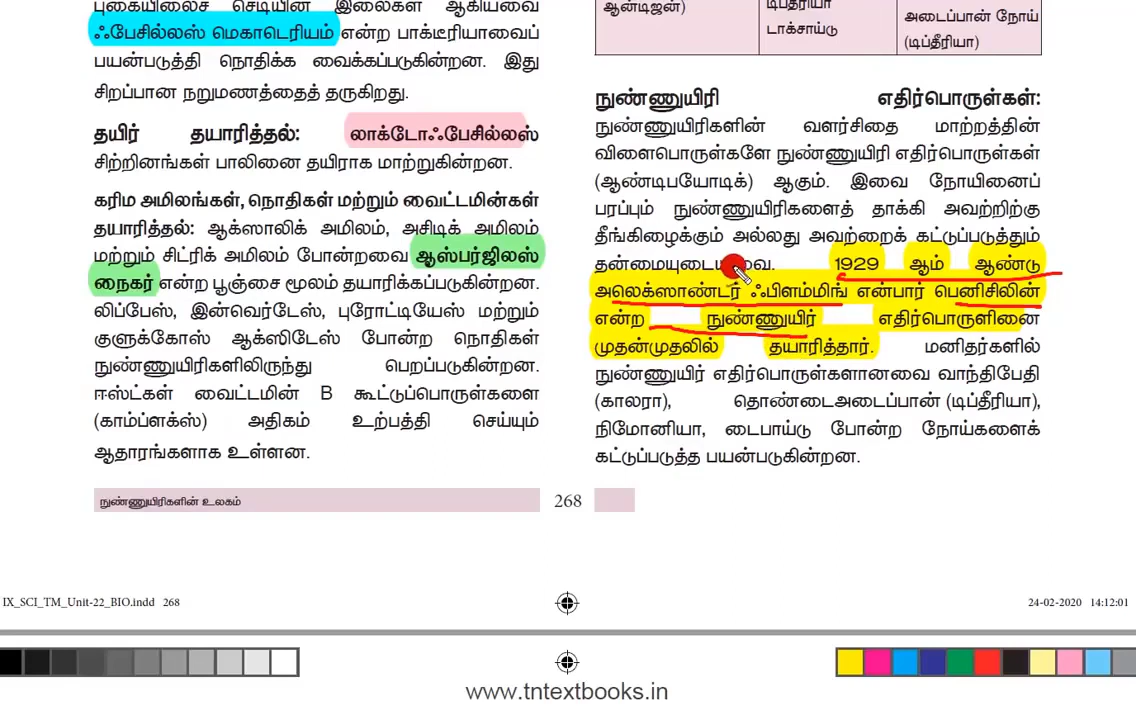 புகையிலைச் செடியின் இலைகள் ஆகியவை
ஃபேசில்லஸ் மெகாடெரியம் என்ற பாக்டீரியாவைப்
பயன்படுத்தி நொதிக்க வைக்கப்படுகின்றன. இது
சிறப்பான நறுமணத்தைத் தருகிறது.
தயிர் தயாரித்தல்: லாக்டோஃபேசில்லஸ்
சிற்றினங்கள் பாலினை தயிராக மாற்றுகின்றன.
கரிம அமிலங்கள், நொதிகள் மற்றும் வைட்டமின்கள்
தயாரித்தல்: ஆக்ஸாலிக் அமிலம், அசிடிக் அமிலம்
மற்றும் சிட்ரிக் அமிலம் போன்றவை ஆஸ்பர்ஜிலஸ்
நைகர் என்ற பூஞ்சை மூலம் தயாரிக்கப்படுகின்றன.
லிப்பேஸ், இன்வெர்டேஸ், புரோட்டியேஸ் மற்றும்
குளுக்கோஸ் ஆக்ஸிடேஸ் போன்ற நொதிகள்
நுண்ணுயிரிகளிலிருந்து பெறப்படுகின்றன.
ஈஸ்ட்கள் வைட்டமின் B கூட்டுப்பொருள்களை
(காம்ப்ளக்ஸ்) அதிகம் உற்பத்தி செய்யும்
ஆதாரங்களாக உள்ளன.
ஆன்டிஜன்)
டிப்தீரியா
டாக்சாய்டு
அடைப்பான் நோய்
(டிப்தீரியா)
நுண்ணுயிரி எதிர்பொருள்கள்:
நுண்ணுயிரிகளின் வளர்சிதை மாற்றத்தின்
விளைபொருள்களே நுண்ணுயிரி எதிர்பொருள்கள்
(ஆண்டிபயோடிக்) ஆகும். இவை நோயினைப்
பரப்பும் நுண்ணுயிரிகளைத் தாக்கி அவற்றிற்கு
தீங்கிழைக்கும் அல்லது அவற்றைக் கட்டுப்படுத்தும்
1929 ஆம் ஆண்டு
அலெக்ஸாண்டர் ஃபிளம்மிங் என்பார் பெனிசிலின்
என்ற நுண்ணுயிர் எதிர்பொருளினை
முதன்முதலில் தயாரித்தார். மனிதர்களில்
நுண்ணுயிர் எதிர்பொருள்களானவை வாந்திபேதி
(காலரா), தொண்டைஅடைப்பான் (டிப்தீரியா),
நிமோனியா, டைபாய்டு போன்ற நோய்களைக்
கட்டுப்படுத்த பயன்படுகின்றன.
நுண்ணுயிரிகளின் உலகம் 268
IX_SCI_TM_Unit-22_BIO.indd 268
24-02-2020 14:12:01
www.tntextbooks.in